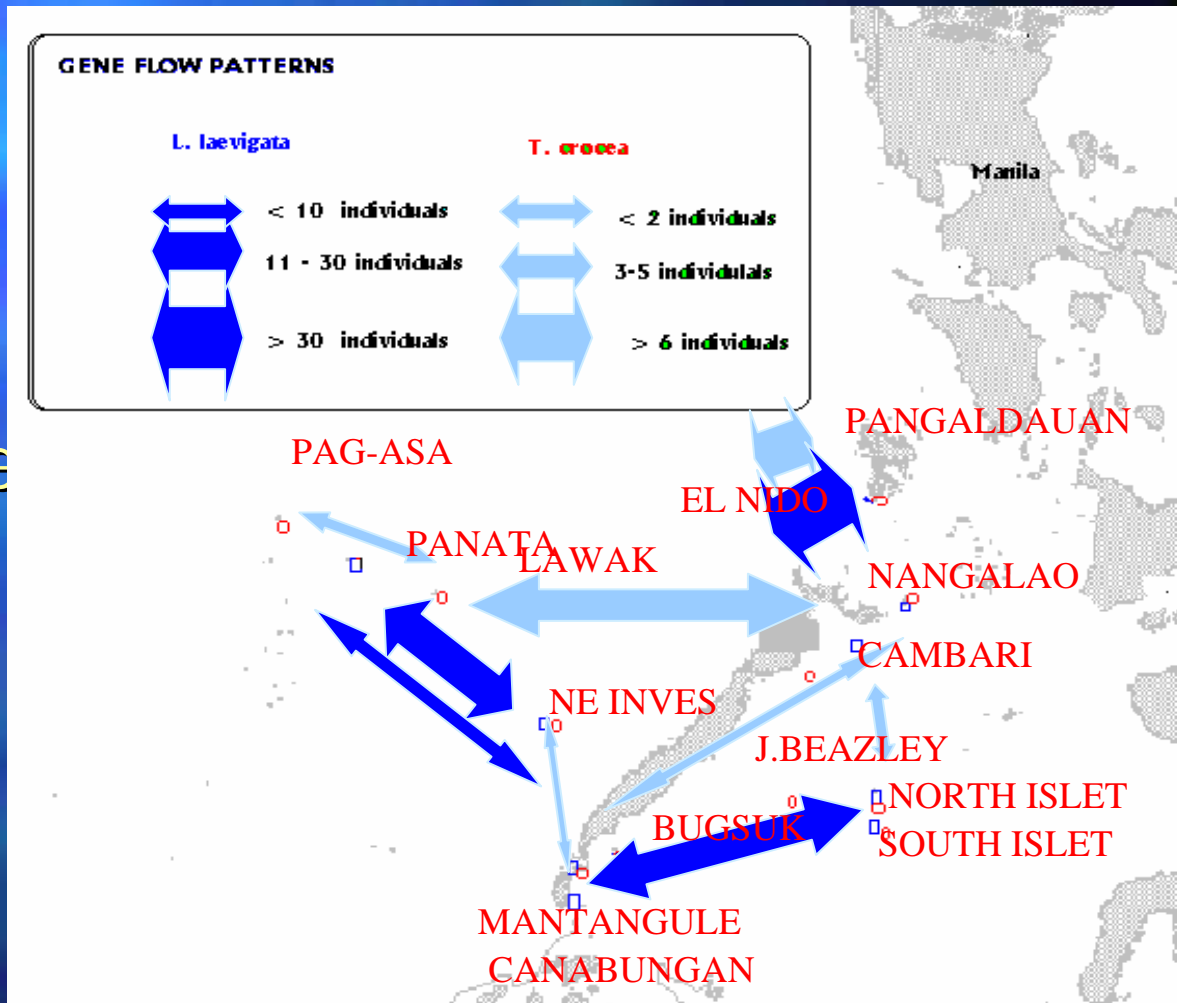 GENE FLOW PATTERNS
L. laevigata
T. crocea
< 10 individuals
< 2 individuals
11 - 30 individuals
3-5 individulals
> 30 individuals
> 6 individuals
Manila
PANGALDAUAN
PAG-ASA
EL NIDO
PANATA
LAWAK
NANGALAO
CAMBARI
NE INVES
J.BEAZLEY
NORTH ISLET
BUGSUK
SOUTH ISLET
MANTANGULE
CANABUNGAN